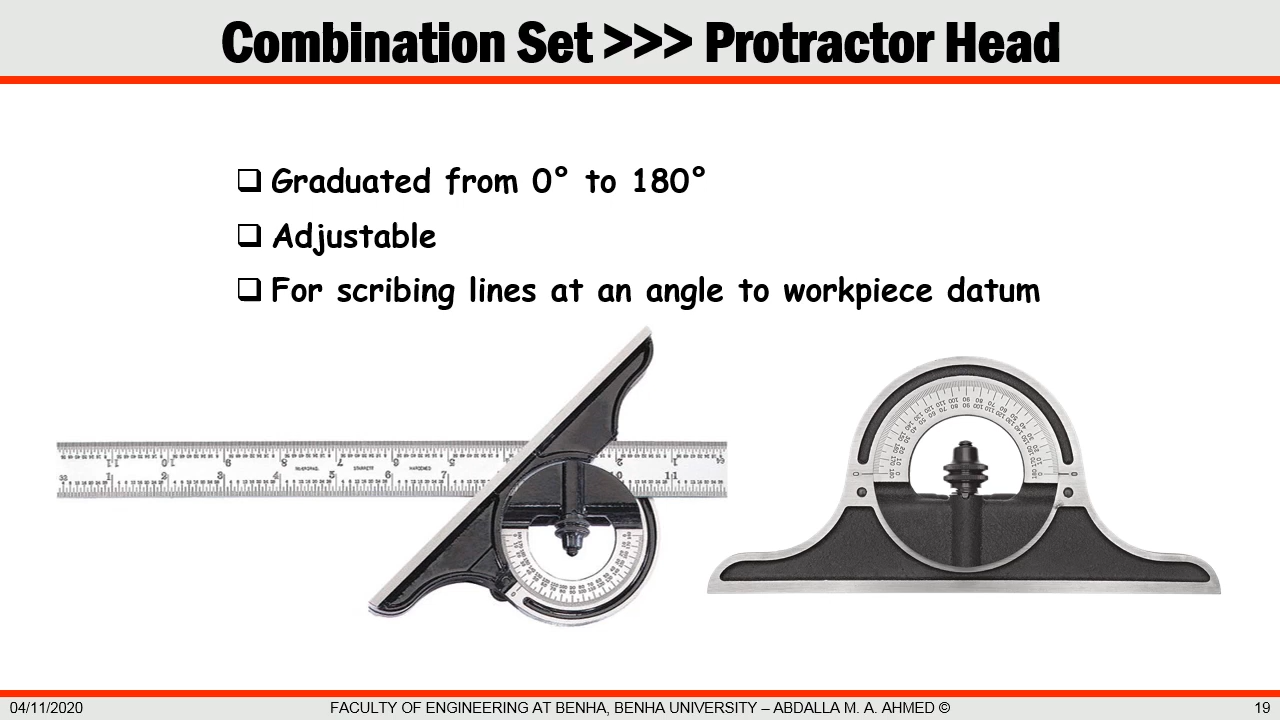 Combination Set >>> Protractor Head
Graduated from 0° to 180°
Adjustable
For scribing lines at an angle to workpiece datum
STARRETT
04/11/2020 FACULTY OF ENGINEERING AT BENHA, BENHA UNIVERSITY – ABDALLA M. A. AHMED © 19